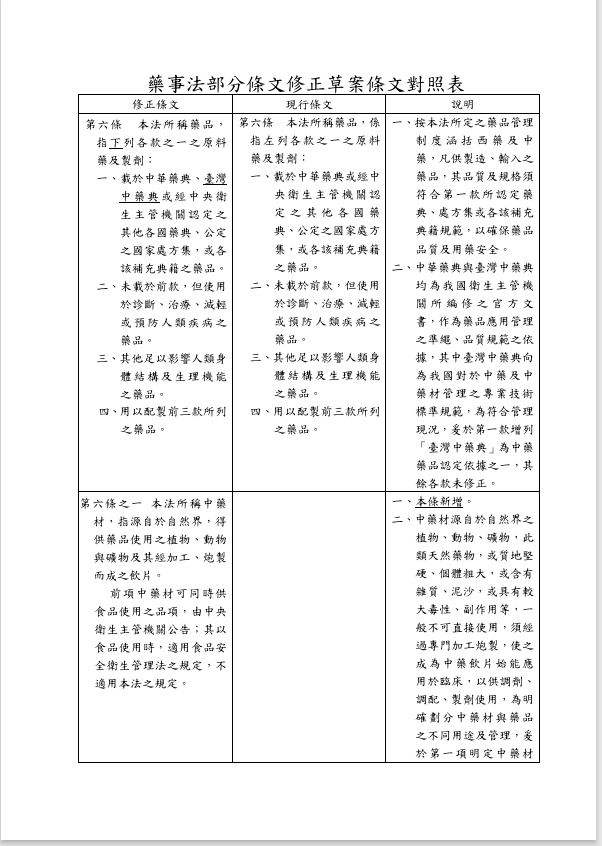 藥事法部分條文修正草案條文對照表
修正條文
現行條文
說明
第六條　本法所稱藥品，
指下列各款之一之原料
藥及製劑：
一、載於中華藥典、臺灣
中藥典或經中央衛
生主管機關認定之
其他各國藥典、公定
之國家處方集，或各
該補充典籍之藥品。
二、未載於前款，但使用
於診斷、治療、減輕
或預防人類疾病之
藥品。
三、其他足以影響人類身
體結構及生理機能
之藥品。
四、用以配製前三款所列
之藥品。
第六條　本法所稱藥品，係
指左列各款之一之原料
藥及製劑：
一、載於中華藥典或經中
央衛生主管機關認
定之其他各國藥
典、公定之國家處方
集，或各該補充典籍
之藥品。
二、未載於前款，但使用
於診斷、治療、減輕
或預防人類疾病之
藥品。
三、其他足以影響人類身
體結構及生理機能
之藥品。
四、用以配製前三款所列
之藥品。
一、按本法所定之藥品管理
制度涵括西藥及中
藥，凡供製造、輸入之
藥品，其品質及規格須
符合第一款所認定藥
典、處方集或各該補充
典籍規範，以確保藥品
品質及用藥安全。
二、中華藥典與臺灣中藥典
均為我國衛生主管機
關所編修之官方文
書，作為藥品應用管理
之準繩、品質規範之依
據，其中臺灣中藥典向
為我國對於中藥及中
藥材管理之專業技術
標準規範，為符合管理
現況，爰於第一款增列
「臺灣中藥典」為中藥
藥品認定依據之一，其
餘各款未修正。
第六條之一　本法所稱中藥
材，指源自於自然界，得
供藥品使用之植物、動物
與礦物及其經加工、炮製
而成之飲片。
前項中藥材可同時供
食品使用之品項，由中央
衛生主管機關公告；其以
食品使用時，適用食品安
全衛生管理法之規定，不
適用本法之規定。
一、本條新增。
二、中藥材源自於自然界之
植物、動物、礦物，此
類天然藥物，或質地堅
硬、個體粗大，或含有
雜質、泥沙，或具有較
大毒性、副作用等，一
般不可直接使用，須經
過專門加工炮製，使之
成為中藥飲片始能應
用於臨床，以供調劑、
調配、製劑使用，為明
確劃分中藥材與藥品
之不同用途及管理，爰
於第一項明定中藥材